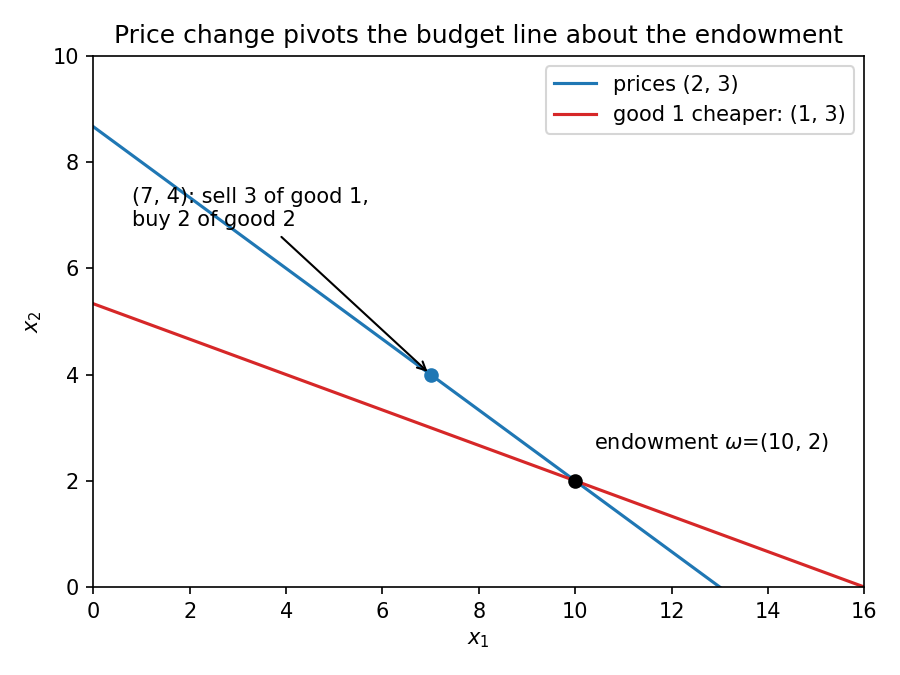 Price change pivots the budget line about the endowment
prices (2, 3)
good 1 cheaper: (1, 3)
10
8
6
4
2
0
x₂
(7, 4): sell 3 of good 1,
buy 2 of good 2
endowment ω=(10, 2)
0 2 4 6 8 10 12 14 16
x₁